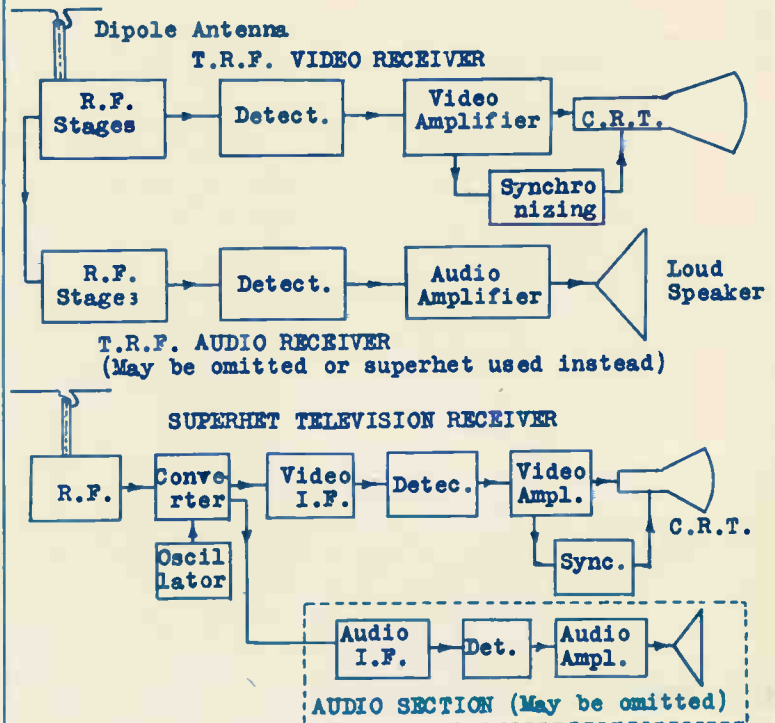 Dipole Antenna
T.R.F. VIDEO RECEIVER
R.F.
Stages
Detect.
Video
Amplifier
C.R.T.
Synchro
nizing
R.F.
Stages
Detect.
Audio
Amplifier
Loud
Speaker
T.R.F. AUDIO RECEIVER
(May be omitted or superhet used instead)
SUPERHET TELEVISION RECEIVER
R.F.
Conve
rter
Video
I.F.
Detec.
Video
Ampl.
C.R.T.
Oscil
lator
Sync.
Audio
I.F.
Det.
Audio
Ampl.
AUDIO SECTION (May be omitted)